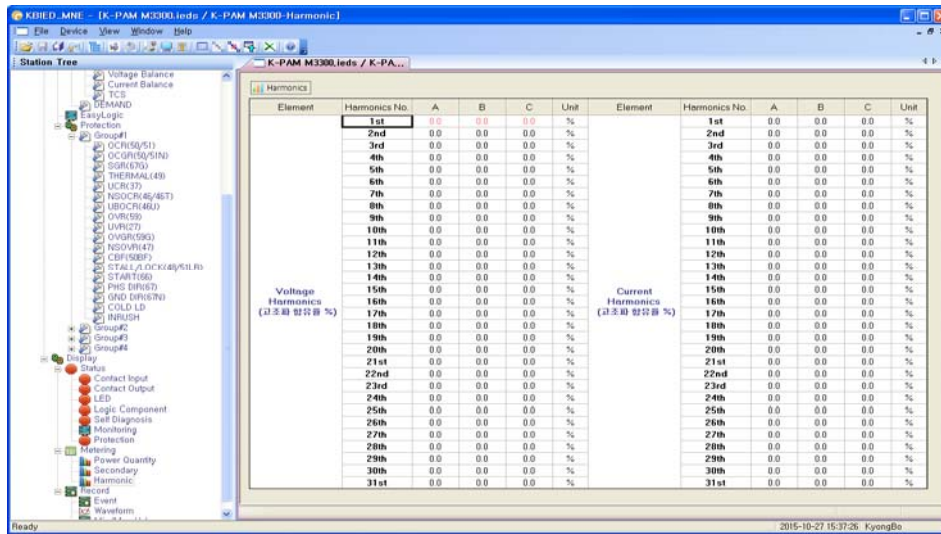 KBIED_MNE - [K-PAM M3300.ieds / K-PAM M3300-Harmonic]
File Device View Window Help
Station Tree
K-PAM M3300.ieds / K-PA...
Voltage Balance
Current Balance
TCS
DEMAND
EasyLogic
Protection
Group#1
OCR(50/51)
OCGR(50/51N)
SGR(67G)
THERMAL(49)
UCR(37)
NSOCR(46/46T)
UBOCR(46U)
OVR(59)
UVR(27)
OVGR(59G)
NSOVR(47)
CBF(50BF)
STALL/LOCK(48/51LR)
START(66)
PHS DIR(67)
GND DIR(67N)
COLD LD
INRUSH
Group#2
Group#3
Group#4
Display
Status
Contact Input
Contact Output
LED
Logic Component
Self Diagnosis
Monitoring
Protection
Metering
Power Quantity
Secondary
Harmonic
Record
Event
Waveform
Harmonics
Element Harmonics No. A B C Unit Element Harmonics No. A B C Unit
1st 0.0 0.0 0.0 % 1st 0.0 0.0 0.0 %
2nd 0.0 0.0 0.0 % 2nd 0.0 0.0 0.0 %
3rd 0.0 0.0 0.0 % 3rd 0.0 0.0 0.0 %
4th 0.0 0.0 0.0 % 4th 0.0 0.0 0.0 %
5th 0.0 0.0 0.0 % 5th 0.0 0.0 0.0 %
6th 0.0 0.0 0.0 % 6th 0.0 0.0 0.0 %
7th 0.0 0.0 0.0 % 7th 0.0 0.0 0.0 %
8th 0.0 0.0 0.0 % 8th 0.0 0.0 0.0 %
9th 0.0 0.0 0.0 % 9th 0.0 0.0 0.0 %
10th 0.0 0.0 0.0 % 10th 0.0 0.0 0.0 %
11th 0.0 0.0 0.0 % 11th 0.0 0.0 0.0 %
12th 0.0 0.0 0.0 % 12th 0.0 0.0 0.0 %
13th 0.0 0.0 0.0 % 13th 0.0 0.0 0.0 %
14th 0.0 0.0 0.0 % 14th 0.0 0.0 0.0 %
Voltage 15th 0.0 0.0 0.0 % Current 15th 0.0 0.0 0.0 %
Harmonics 16th 0.0 0.0 0.0 % Harmonics 16th 0.0 0.0 0.0 %
(고조파 함유율 %) 17th 0.0 0.0 0.0 % (고조파 함유율 %) 17th 0.0 0.0 0.0 %
18th 0.0 0.0 0.0 % 18th 0.0 0.0 0.0 %
19th 0.0 0.0 0.0 % 19th 0.0 0.0 0.0 %
20th 0.0 0.0 0.0 % 20th 0.0 0.0 0.0 %
21st 0.0 0.0 0.0 % 21st 0.0 0.0 0.0 %
22nd 0.0 0.0 0.0 % 22nd 0.0 0.0 0.0 %
23rd 0.0 0.0 0.0 % 23rd 0.0 0.0 0.0 %
24th 0.0 0.0 0.0 % 24th 0.0 0.0 0.0 %
25th 0.0 0.0 0.0 % 25th 0.0 0.0 0.0 %
26th 0.0 0.0 0.0 % 26th 0.0 0.0 0.0 %
27th 0.0 0.0 0.0 % 27th 0.0 0.0 0.0 %
28th 0.0 0.0 0.0 % 28th 0.0 0.0 0.0 %
29th 0.0 0.0 0.0 % 29th 0.0 0.0 0.0 %
30th 0.0 0.0 0.0 % 30th 0.0 0.0 0.0 %
31st 0.0 0.0 0.0 % 31st 0.0 0.0 0.0 %
Ready
2015-10-27 15:37:26 KyongBo